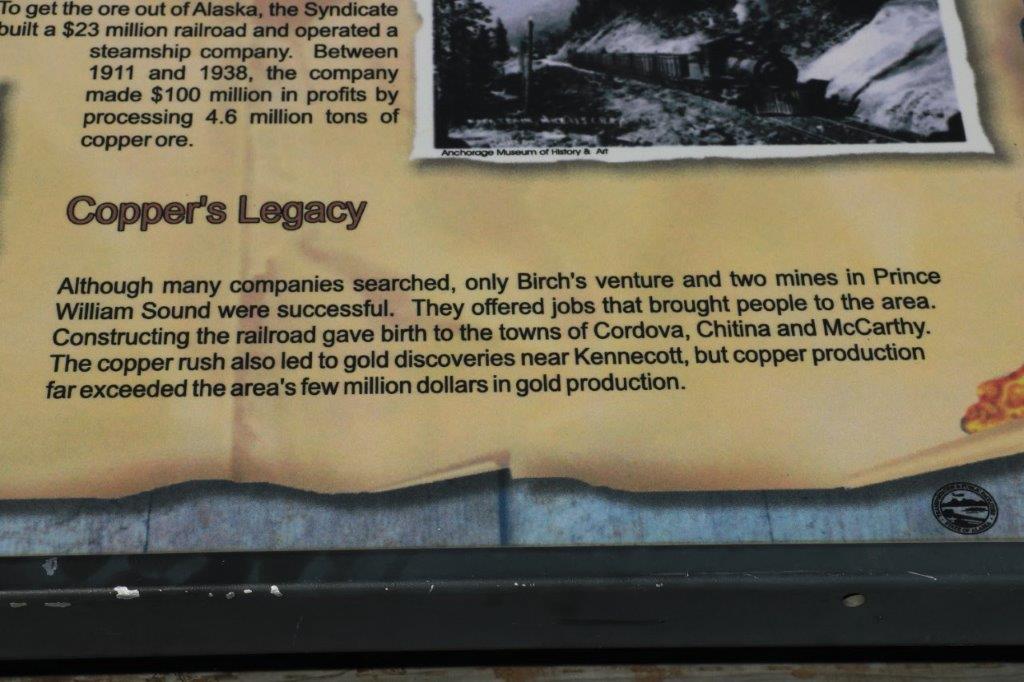 To get the ore out of Alaska, the Syndicate
built a $23 million railroad and operated a
steamship company. Between
1911 and 1938, the company
made $100 million in profits by
processing 4.6 million tons of
copper ore.
Anchorage Museum of History & Art
Copper's Legacy
Although many companies searched, only Birch's venture and two mines in Prince
William Sound were successful. They offered jobs that brought people to the area.
Constructing the railroad gave birth to the towns of Cordova, Chitina and McCarthy.
The copper rush also led to gold discoveries near Kennecott, but copper production
far exceeded the area's few million dollars in gold production.